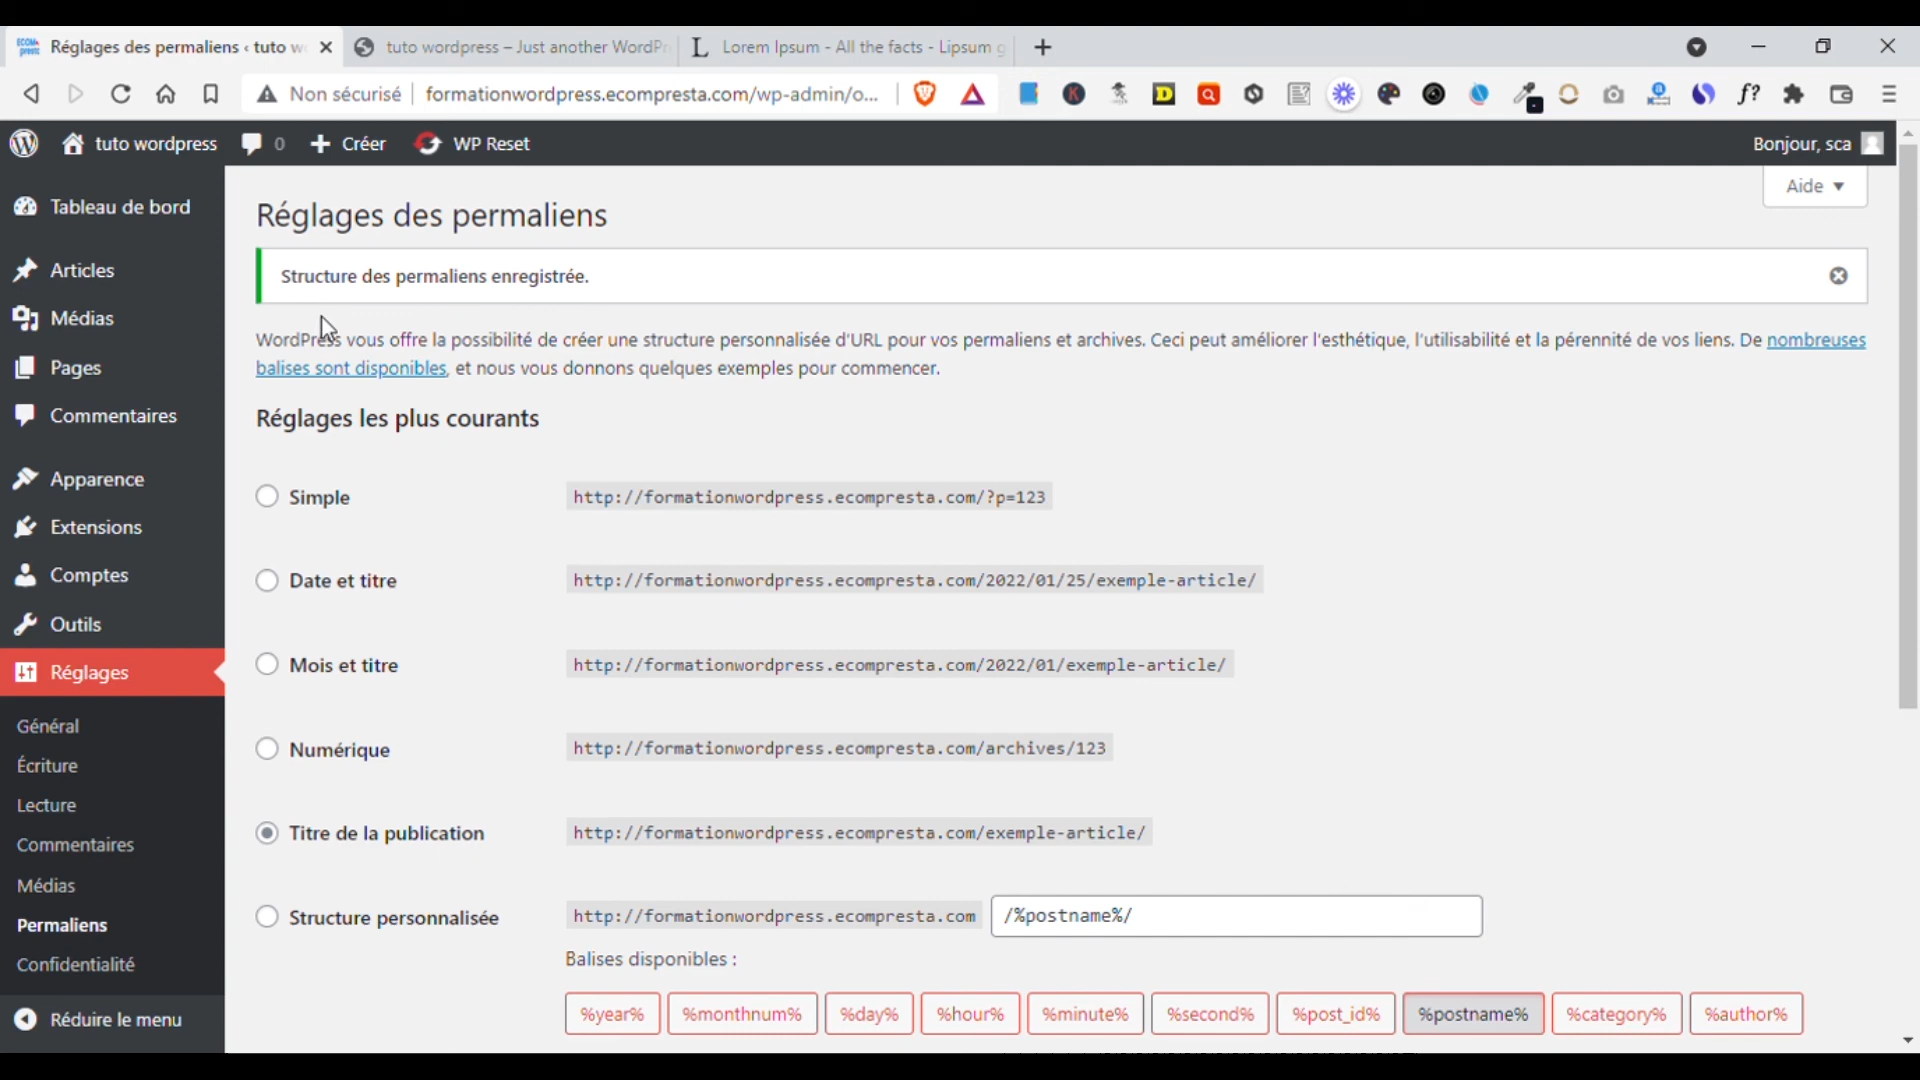 Réglages des permaliens ‹ tuto w
tuto wordpress – Just another WordPr
Lorem Ipsum - All the facts - Lipsum g
Non sécurisé
formationwordpress.ecompresta.com/wp-admin/o...
tuto wordpress
0
Créer
WP Reset
Bonjour, sca
Aide
Tableau de bord
Articles
Médias
Pages
Commentaires
Apparence
Extensions
Comptes
Outils
Réglages
Général
Écriture
Lecture
Commentaires
Médias
Permaliens
Confidentialité
Réduire le menu
Réglages des permaliens
Structure des permaliens enregistrée.
WordPress vous offre la possibilité de créer une structure personnalisée d'URL pour vos permaliens et archives. Ceci peut améliorer l'esthétique, l'utilisabilité et la pérennité de vos liens. De nombreuses
balises sont disponibles, et nous vous donnons quelques exemples pour commencer.
Réglages les plus courants
Simple http://formationwordpress.ecompresta.com/?p=123
Date et titre http://formationwordpress.ecompresta.com/2022/01/25/exemple-article/
Mois et titre http://formationwordpress.ecompresta.com/2022/01/exemple-article/
Numérique http://formationwordpress.ecompresta.com/archives/123
Titre de la publication http://formationwordpress.ecompresta.com/exemple-article/
Structure personnalisée http://formationwordpress.ecompresta.com /%postname%/
Balises disponibles :
%year% %monthnum% %day% %hour% %minute% %second% %post_id% %postname% %category% %author%